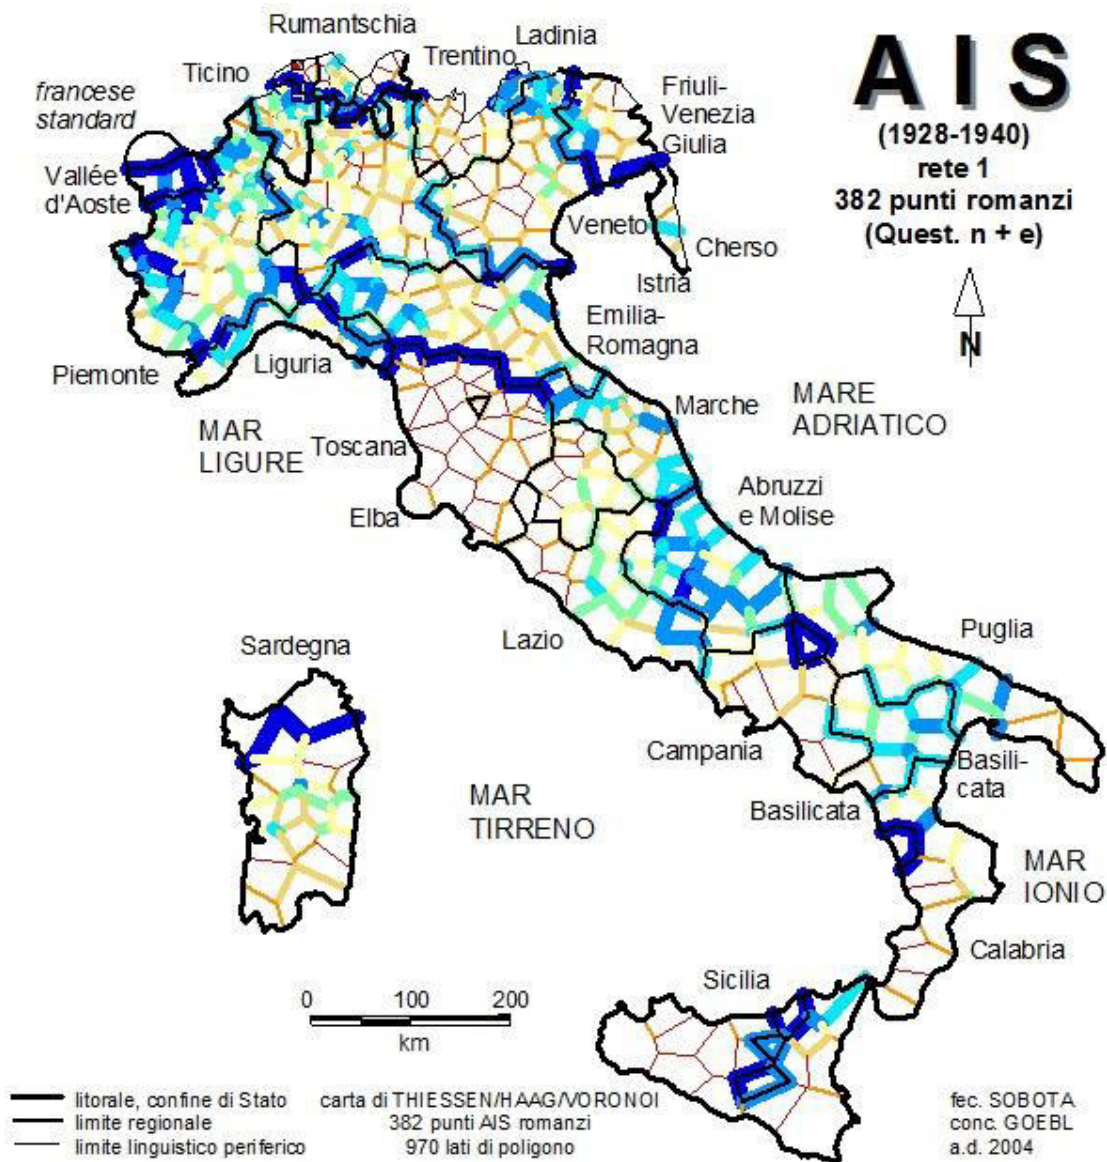 AIS
(1928-1940)
rete 1
382 punti romanzi
(Quest. n + e)
N
Rumantschia
Ladinia
Trentino
Ticino
francese
standard
Friuli-
Venezia
Giulia
Vallée
d'Aoste
Veneto
Cherso
Istria
Emilia-
Romagna
Piemonte
Liguria
MAR
LIGURE
Toscana
Marche
MARE
ADRIATICO
Elba
Abruzzi
e Molise
Lazio
Puglia
Sardegna
Campania
Basilicata
Basili-
cata
MAR
TIRRENO
MAR
IONIO
Calabria
Sicilia
0 100 200
km
litorale, confine di Stato
limite regionale
limite linguistico periferico
carta di THIESSEN/HAAG/VORONOI
382 punti AIS romanzi
970 lati di poligono
fec. SOBOTA
conc. GOEBL
a.d. 2004